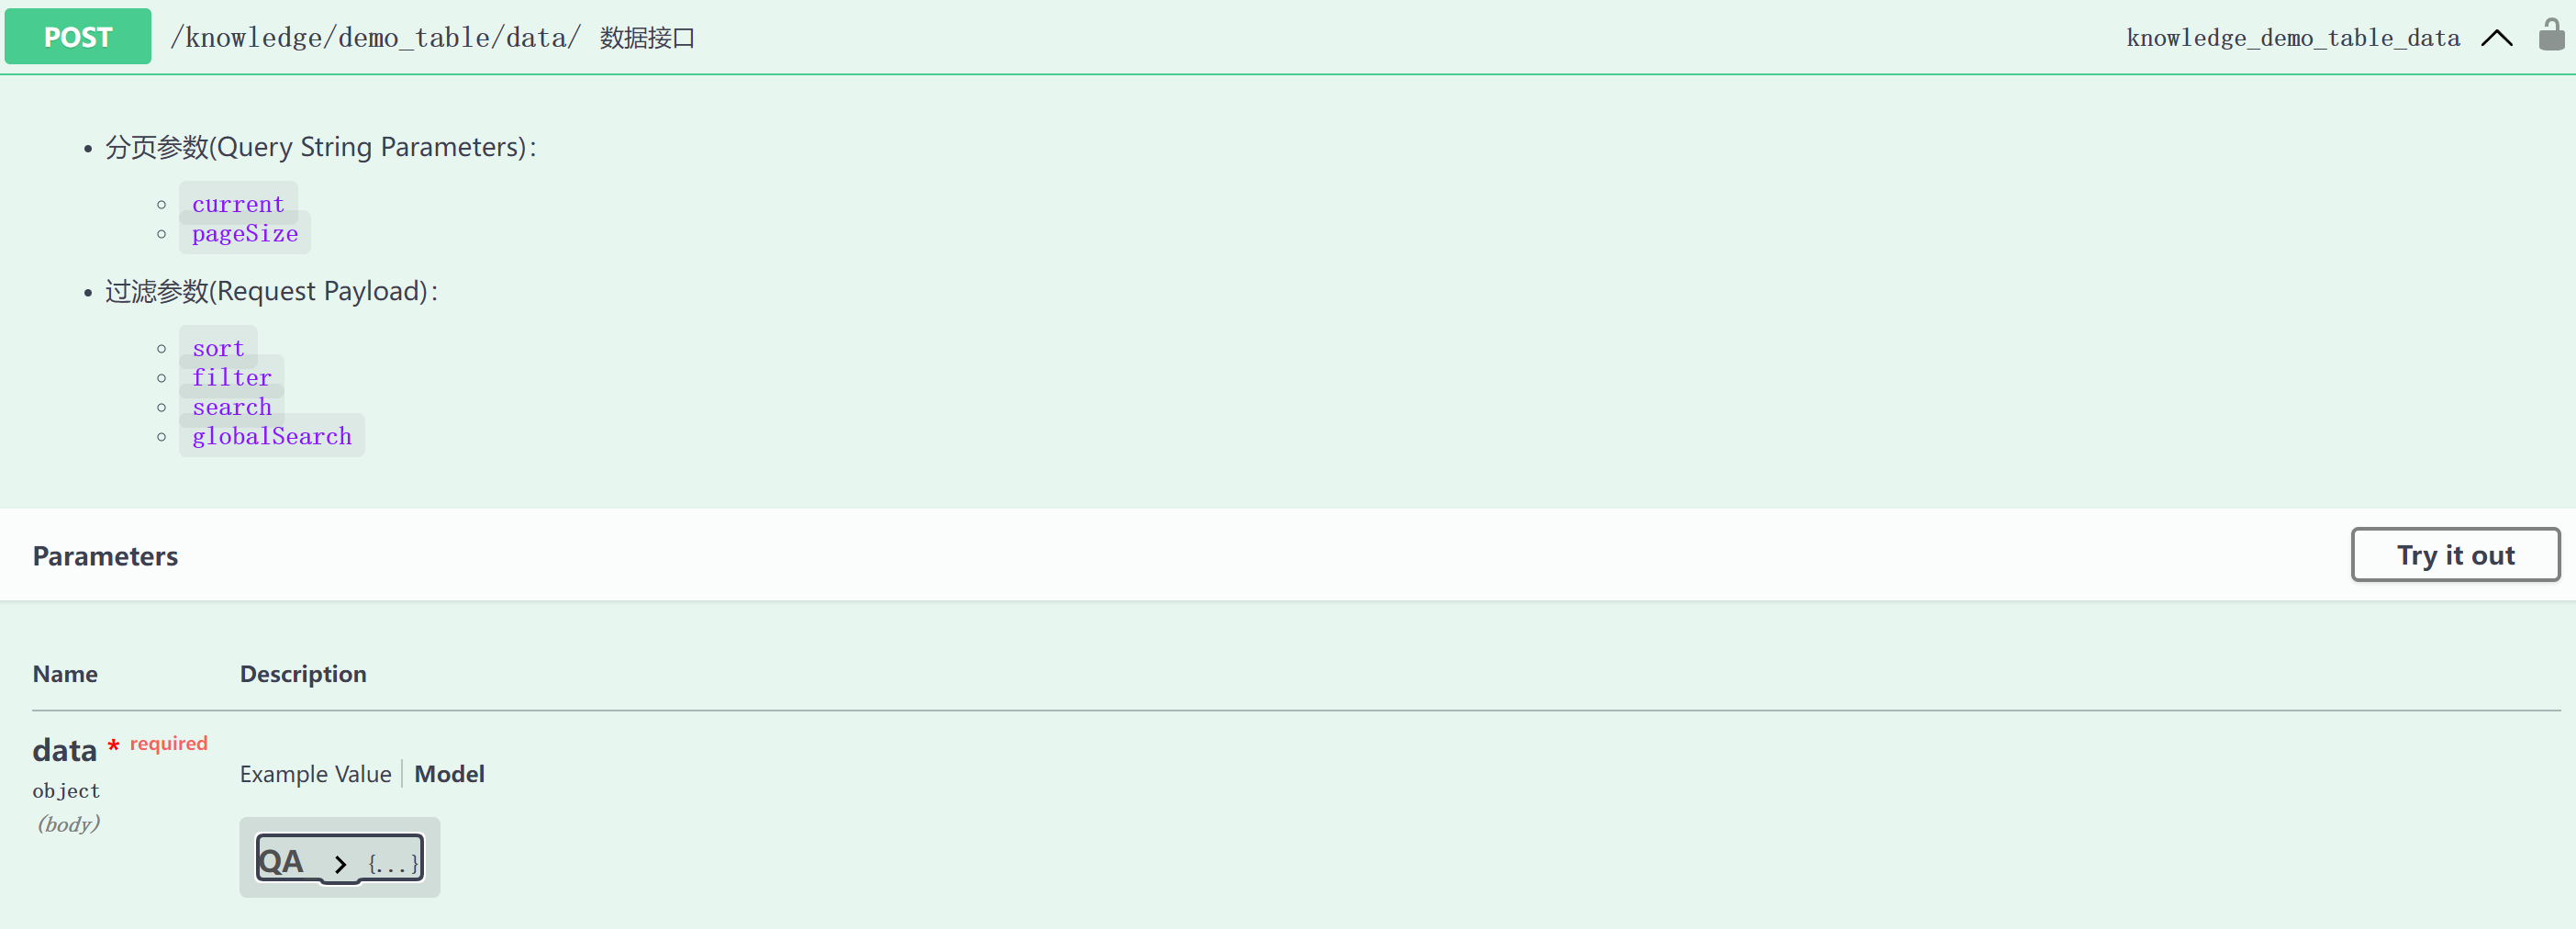 POST /knowledge/demo_table/data/ 数据接口 knowledge_demo_table_data
分页参数(Query String Parameters)：
current
pageSize
过滤参数(Request Payload)：
sort
filter
search
globalSearch
Parameters Try it out
Name Description
data * required
object
(body)
Example Value Model
QA {...}